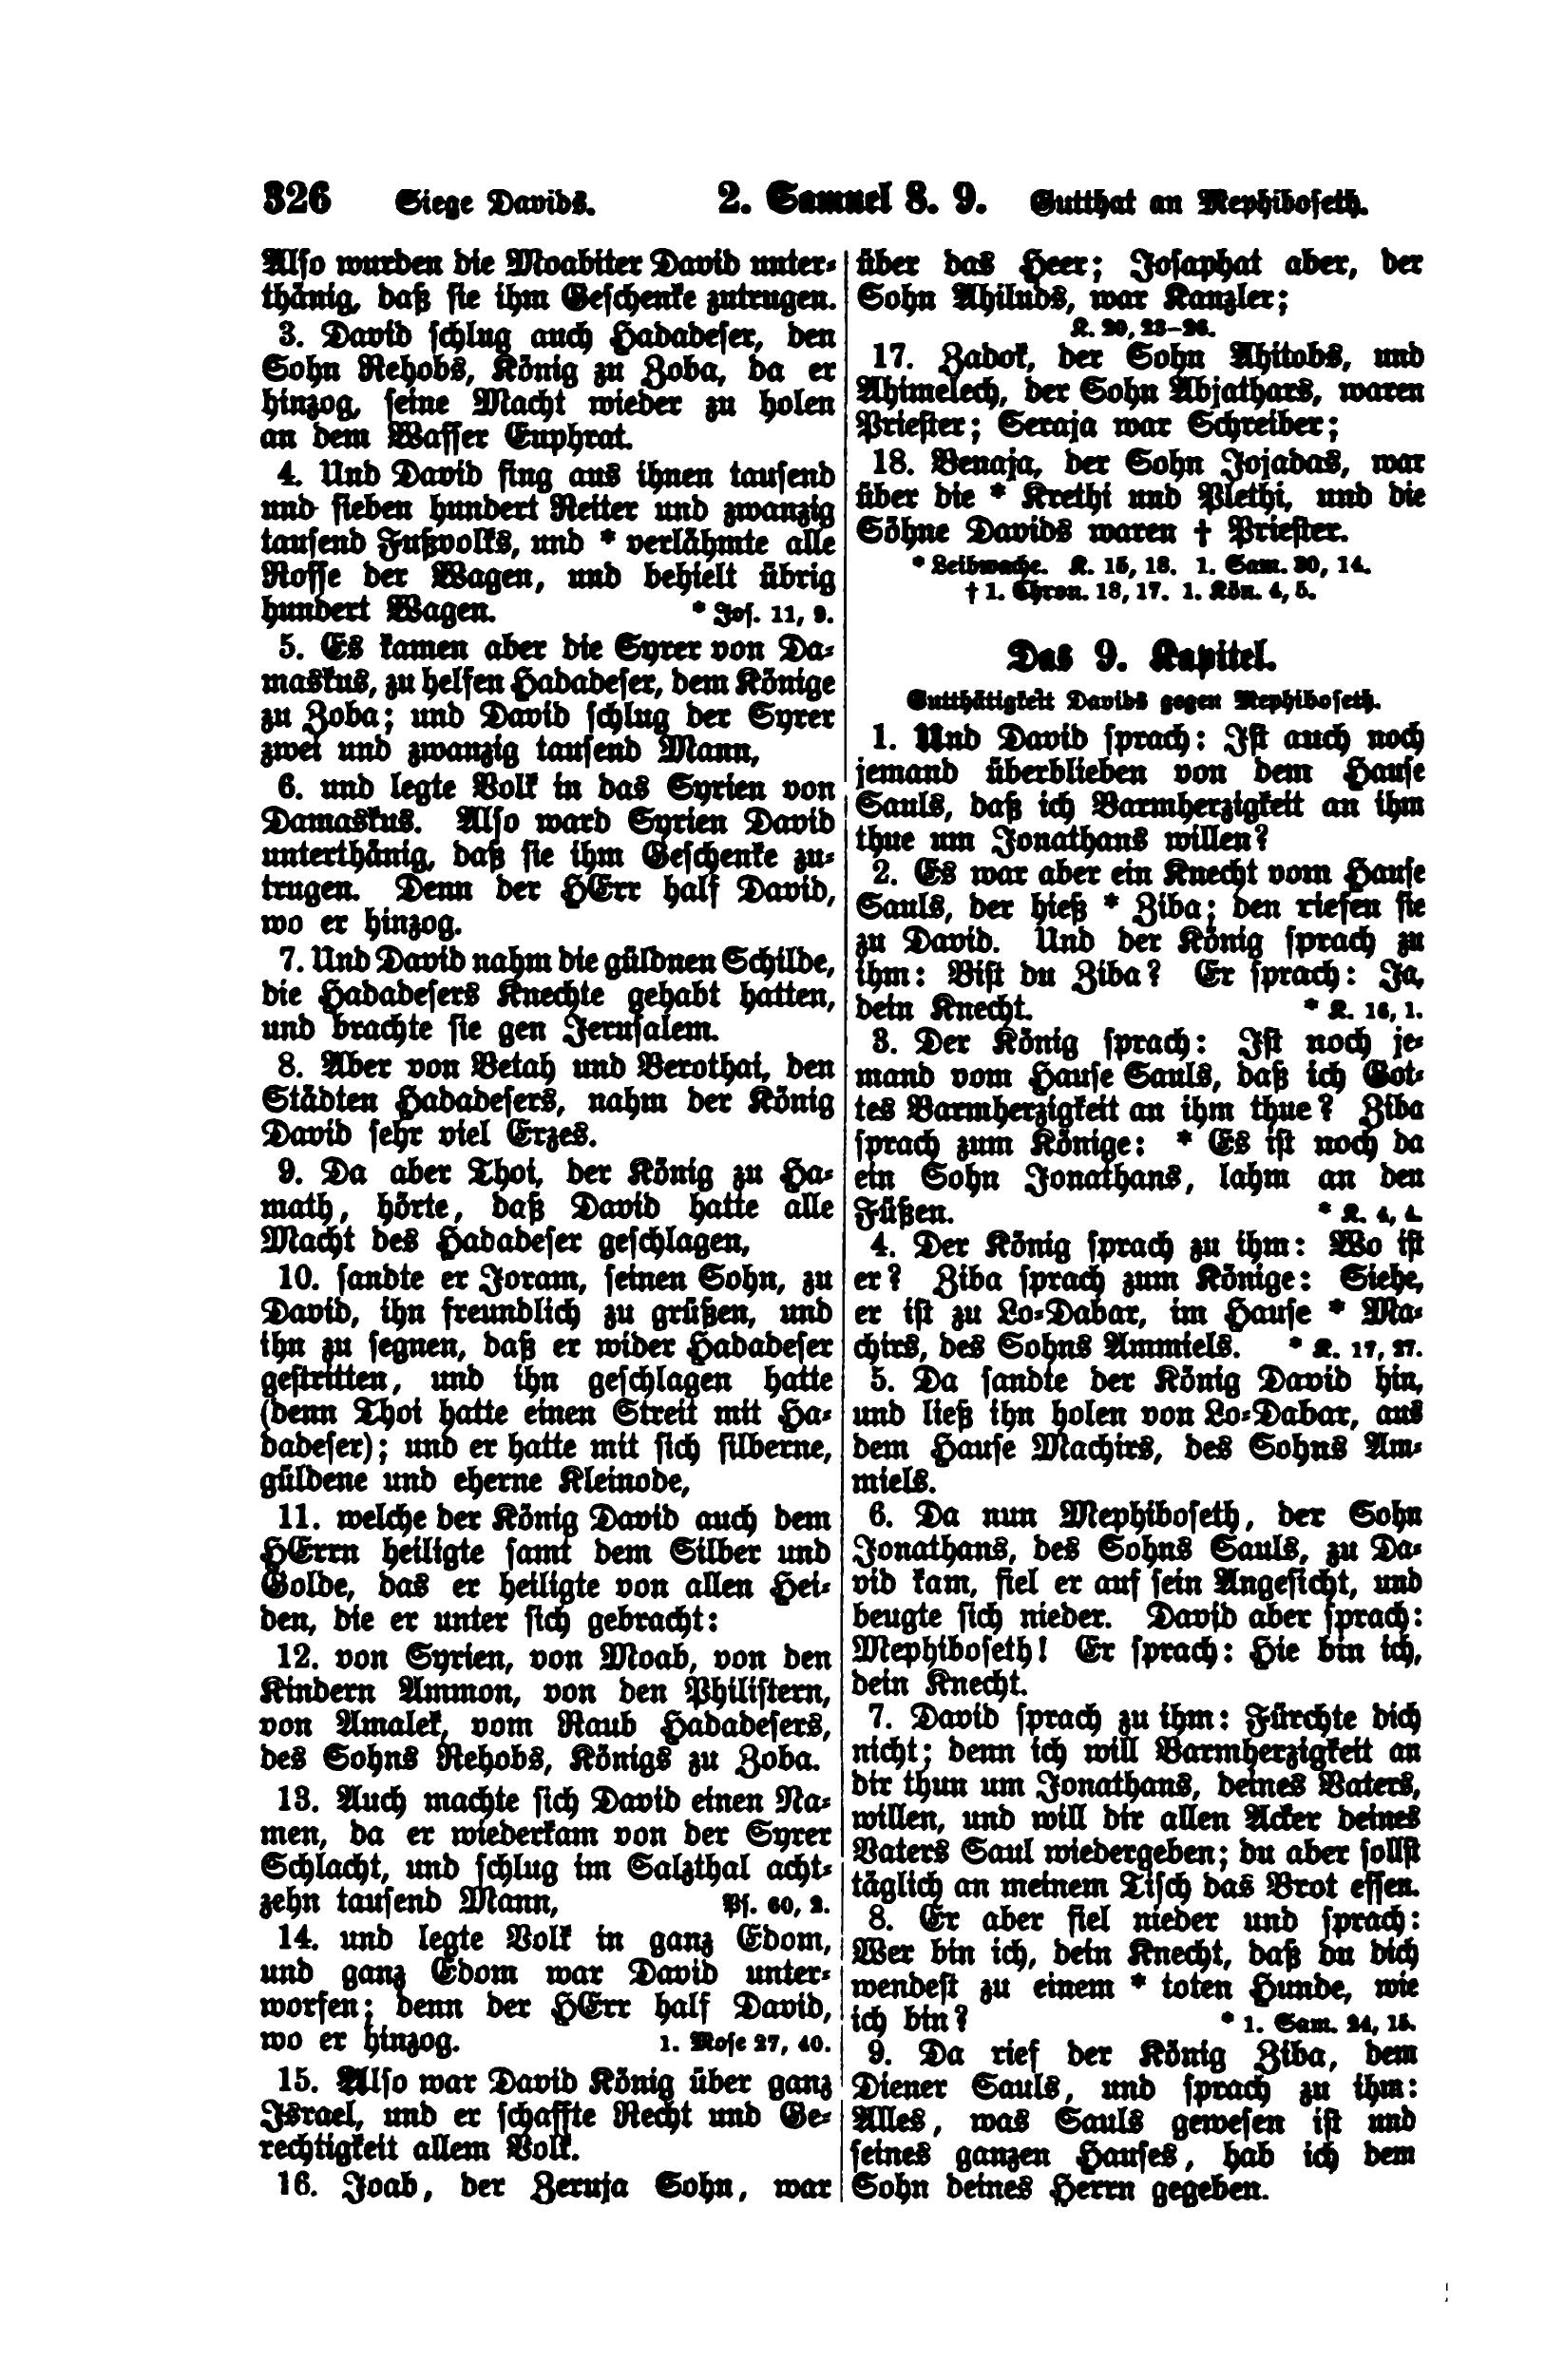 326 Siege Davids. 2. Samuel 8. 9. Gutthat an Mephiboseth.
Also wurden die Moabiter David unter-
thänig, daß sie ihm Geschenke zutrugen.
3. David schlug auch Hadadeser, den
Sohn Rehobs, König zu Zoba, da er
hinzog, seine Macht wieder zu holen
an dem Wasser Euphrat.
4. Und David fing aus ihnen tausend
und sieben hundert Reiter und zwanzig
tausend Fußvolks, und * verlähmte alle
Rosse der Wagen, und behielt übrig
hundert Wagen. * Jos. 11, 9.
5. Es kamen aber die Syrer von Da-
maskus, zu helfen Hadadeser, dem Könige
zu Zoba; und David schlug der Syrer
zwei und zwanzig tausend Mann,
6. und legte Volk in das Syrien von
Damaskus. Also ward Syrien David
unterthänig, daß sie ihm Geschenke zu-
trugen. Denn der HErr half David,
wo er hinzog.
7. Und David nahm die güldnen Schilde,
die Hadadesers Knechte gehabt hatten,
und brachte sie gen Jerusalem.
8. Aber von Betah und Berothai, den
Städten Hadadesers, nahm der König
David sehr viel Erzes.
9. Da aber Thoi, der König zu Ha-
math, hörte, daß David hatte alle
Macht des Hadadeser geschlagen,
10. sandte er Joram, seinen Sohn, zu
David, ihn freundlich zu grüßen, und
ihn zu segnen, daß er wider Hadadeser
gestritten, und ihn geschlagen hatte
(denn Thoi hatte einen Streit mit Ha-
dadeser); und er hatte mit sich silberne,
güldene und eherne Kleinode,
11. welche der König David auch dem
HErrn heiligte samt dem Silber und
Golde, das er heiligte von allen Hei-
den, die er unter sich gebracht:
12. von Syrien, von Moab, von den
Kindern Ammon, von den Philistern,
von Amalek, vom Raub Hadadesers,
des Sohns Rehobs, Königs zu Zoba.
13. Auch machte sich David einen Na-
men, da er wiederkam von der Syrer
Schlacht, und schlug im Salzthal acht-
zehn tausend Mann, Ps. 60, 2.
14. und legte Volk in ganz Edom,
und ganz Edom war David unter-
worfen; denn der HErr half David,
wo er hinzog. 1. Mose 27, 40.
15. Also war David König über ganz
Israel, und er schaffte Recht und Ge-
rechtigkeit allem Volk.
16. Joab, der Zeruja Sohn, war
über das Heer; Josaphat aber, der
Sohn Ahiluds, war Kanzler;
K. 20, 23-26.
17. Zadok, der Sohn Ahitobs, und
Ahimelech, der Sohn Abjathars, waren
Priester; Seraja war Schreiber;
18. Benaja, der Sohn Jojadas, war
über die * Krethi und Plethi, und die
Söhne Davids waren † Priester.
* Leibwache. K. 15, 18. 1. Sam. 30, 14.
† 1. Chron. 18, 17. 1. Kön. 4, 5.
Das 9. Kapitel.
Gutthätigkeit Davids gegen Mephiboseth.
1. Und David sprach: Ist auch noch
jemand überblieben von dem Hause
Sauls, daß ich Barmherzigkeit an ihm
thue um Jonathans willen?
2. Es war aber ein Knecht vom Hause
Sauls, der hieß * Ziba; den riefen sie
zu David. Und der König sprach zu
ihm: Bist du Ziba? Er sprach: Ja,
dein Knecht. * K. 16, 1.
3. Der König sprach: Ist noch je-
mand vom Hause Sauls, daß ich Got-
tes Barmherzigkeit an ihm thue? Ziba
sprach zum Könige: * Es ist noch da
ein Sohn Jonathans, lahm an den
Füßen. * K. 4, 4.
4. Der König sprach zu ihm: Wo ist
er? Ziba sprach zum Könige: Siehe,
er ist zu Lo-Dabar, im Hause * Ma-
chirs, des Sohns Ammiels. * K. 17, 27.
5. Da sandte der König David hin,
und ließ ihn holen von Lo-Dabar, aus
dem Hause Machirs, des Sohns Am-
miels.
6. Da nun Mephiboseth, der Sohn
Jonathans, des Sohns Sauls, zu Da-
vid kam, fiel er auf sein Angesicht, und
beugte sich nieder. David aber sprach:
Mephiboseth! Er sprach: Hie bin ich,
dein Knecht.
7. David sprach zu ihm: Fürchte dich
nicht; denn ich will Barmherzigkeit an
dir thun um Jonathans, deines Vaters,
willen, und will dir allen Acker deines
Vaters Saul wiedergeben; du aber sollst
täglich an meinem Tisch das Brot essen.
8. Er aber fiel nieder und sprach:
Wer bin ich, dein Knecht, daß du dich
wendest zu einem * toten Hunde, wie
ich bin? * 1. Sam. 24, 15.
9. Da rief der König Ziba, dem
Diener Sauls, und sprach zu ihm:
Alles, was Sauls gewesen ist und
seines ganzen Hauses, hab ich dem
Sohn deines Herrn gegeben.